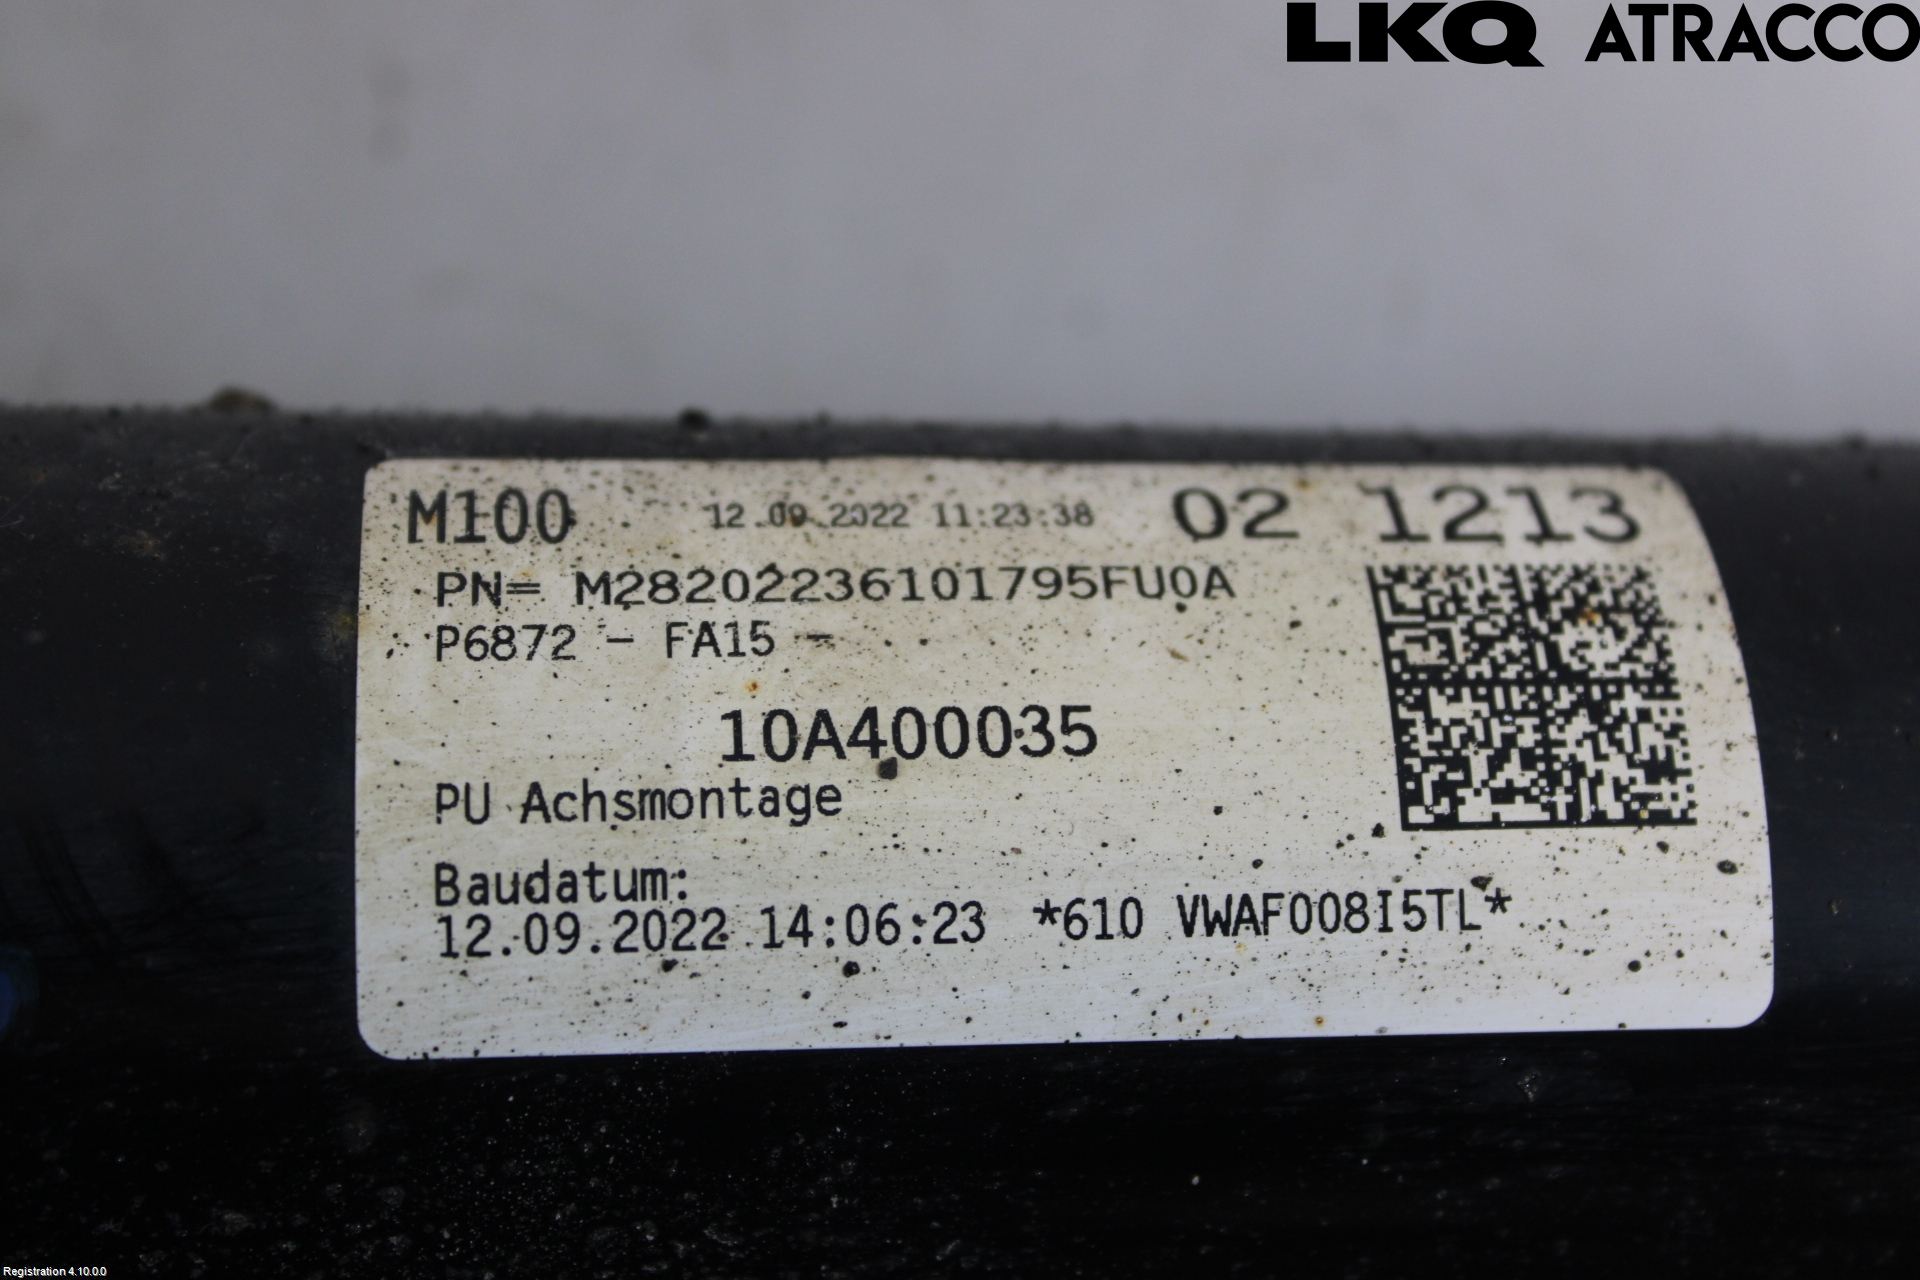 LKQ ATRACCO
M100 12.09.2022 11:23:38 02 1213
PN= M28202236101795FU0A
P6872 - FA15 -
10A400035
PU Achsmontage
Baudatum:
12.09.2022 14:06:23 *610 VWAF008I5TL*
Registration 4.10.0.0